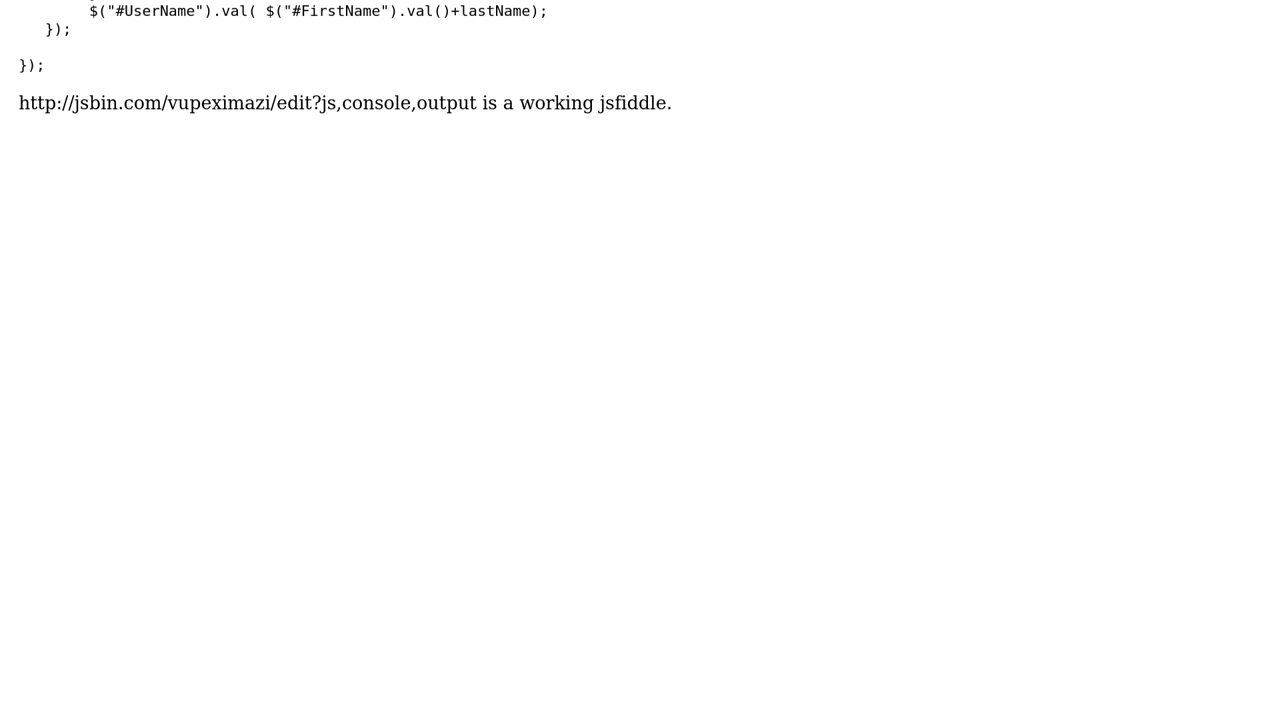 $("#UserName").val( $("#FirstName").val()+lastName);
});
});
http://jsbin.com/vupeximazi/edit?js,console,output is a working jsfiddle.